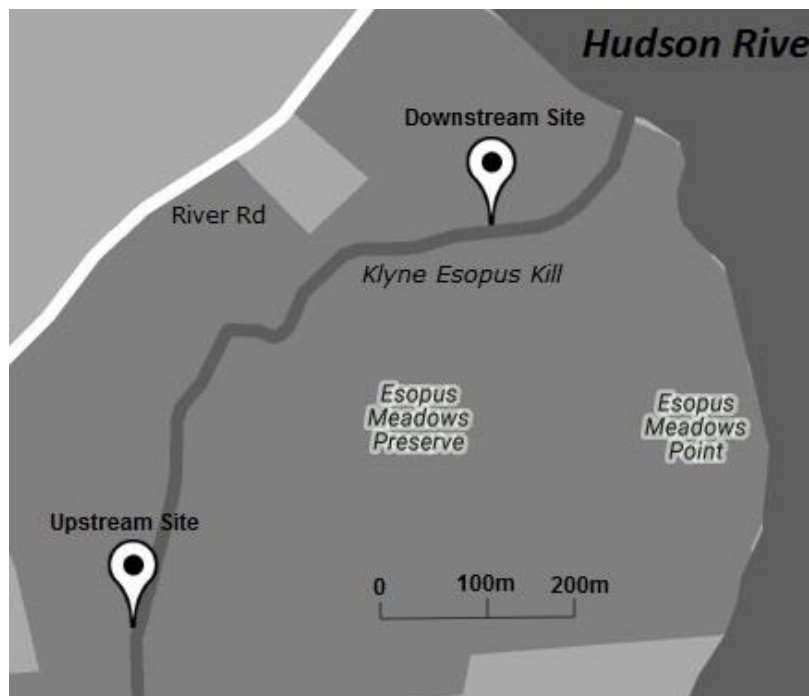 Hudson Rive
Downstream Site
River Rd
Klyne Esopus Kill
Esopus
Meadows
Preserve
Esopus
Meadows
Point
Upstream Site
0 100m 200m